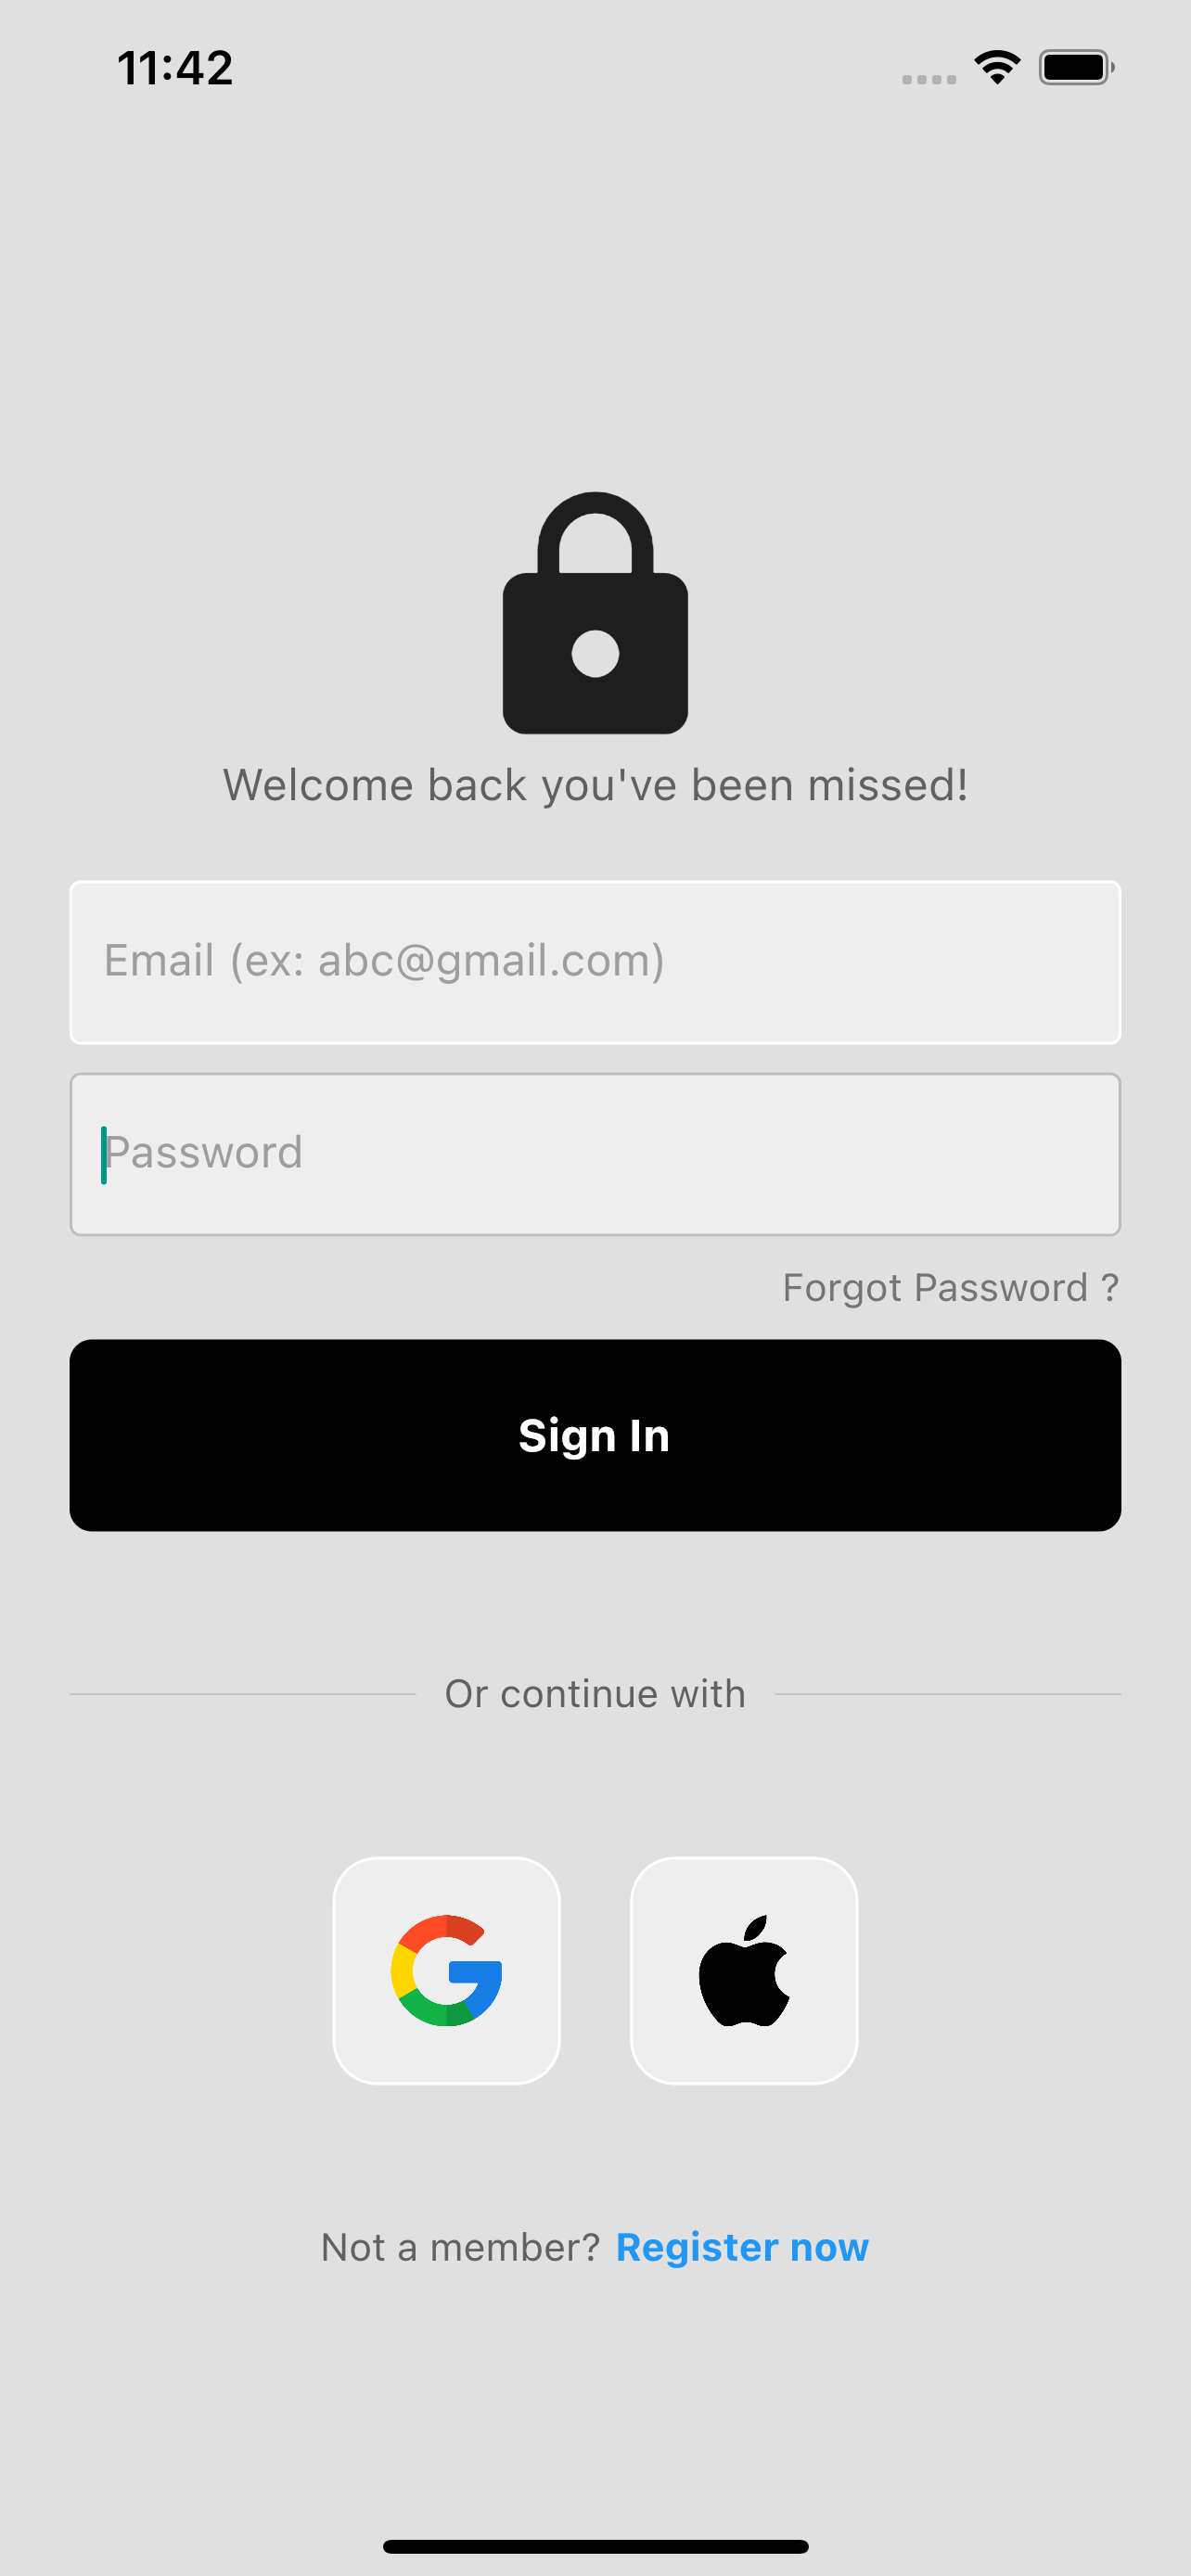 11:42
Welcome back you've been missed!
Email (ex: abc@gmail.com)
Password
Forgot Password ?
Sign In
Or continue with
Not a member? Register now